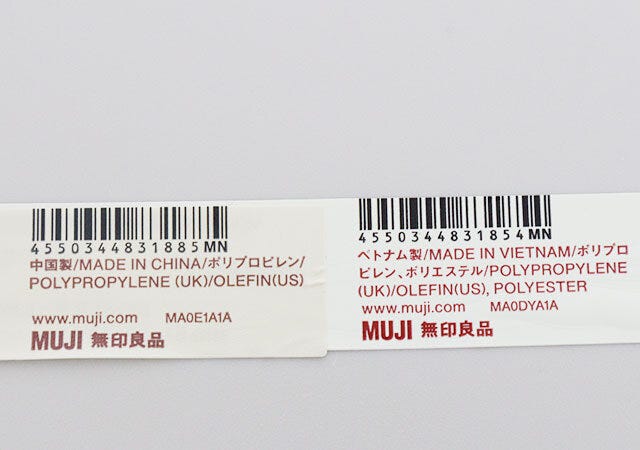 4550344831885MN
中国製/MADE IN CHINA/ポリプロピレン/
POLYPROPYLENE (UK)/OLEFIN(US)
www.muji.com MA0E1A1A
MUJI 無印良品
4550344831854MN
ベトナム製/MADE IN VIETNAM/ポリプロ
ピレン、ポリエステル/POLYPROPYLENE
(UK)/OLEFIN(US), POLYESTER
www.muji.com MA0DYA1A
MUJI 無印良品